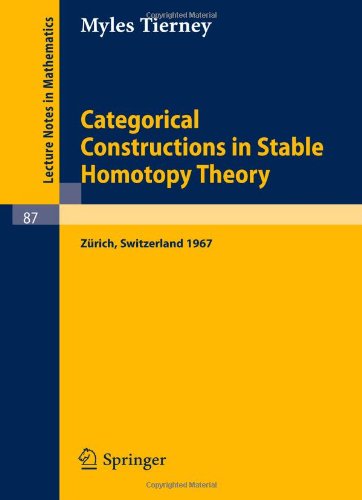 Myles Tierney
Lecture Notes in Mathematics
Categorical
Constructions in Stable
Homotopy Theory
87
Zürich, Switzerland 1967
Springer